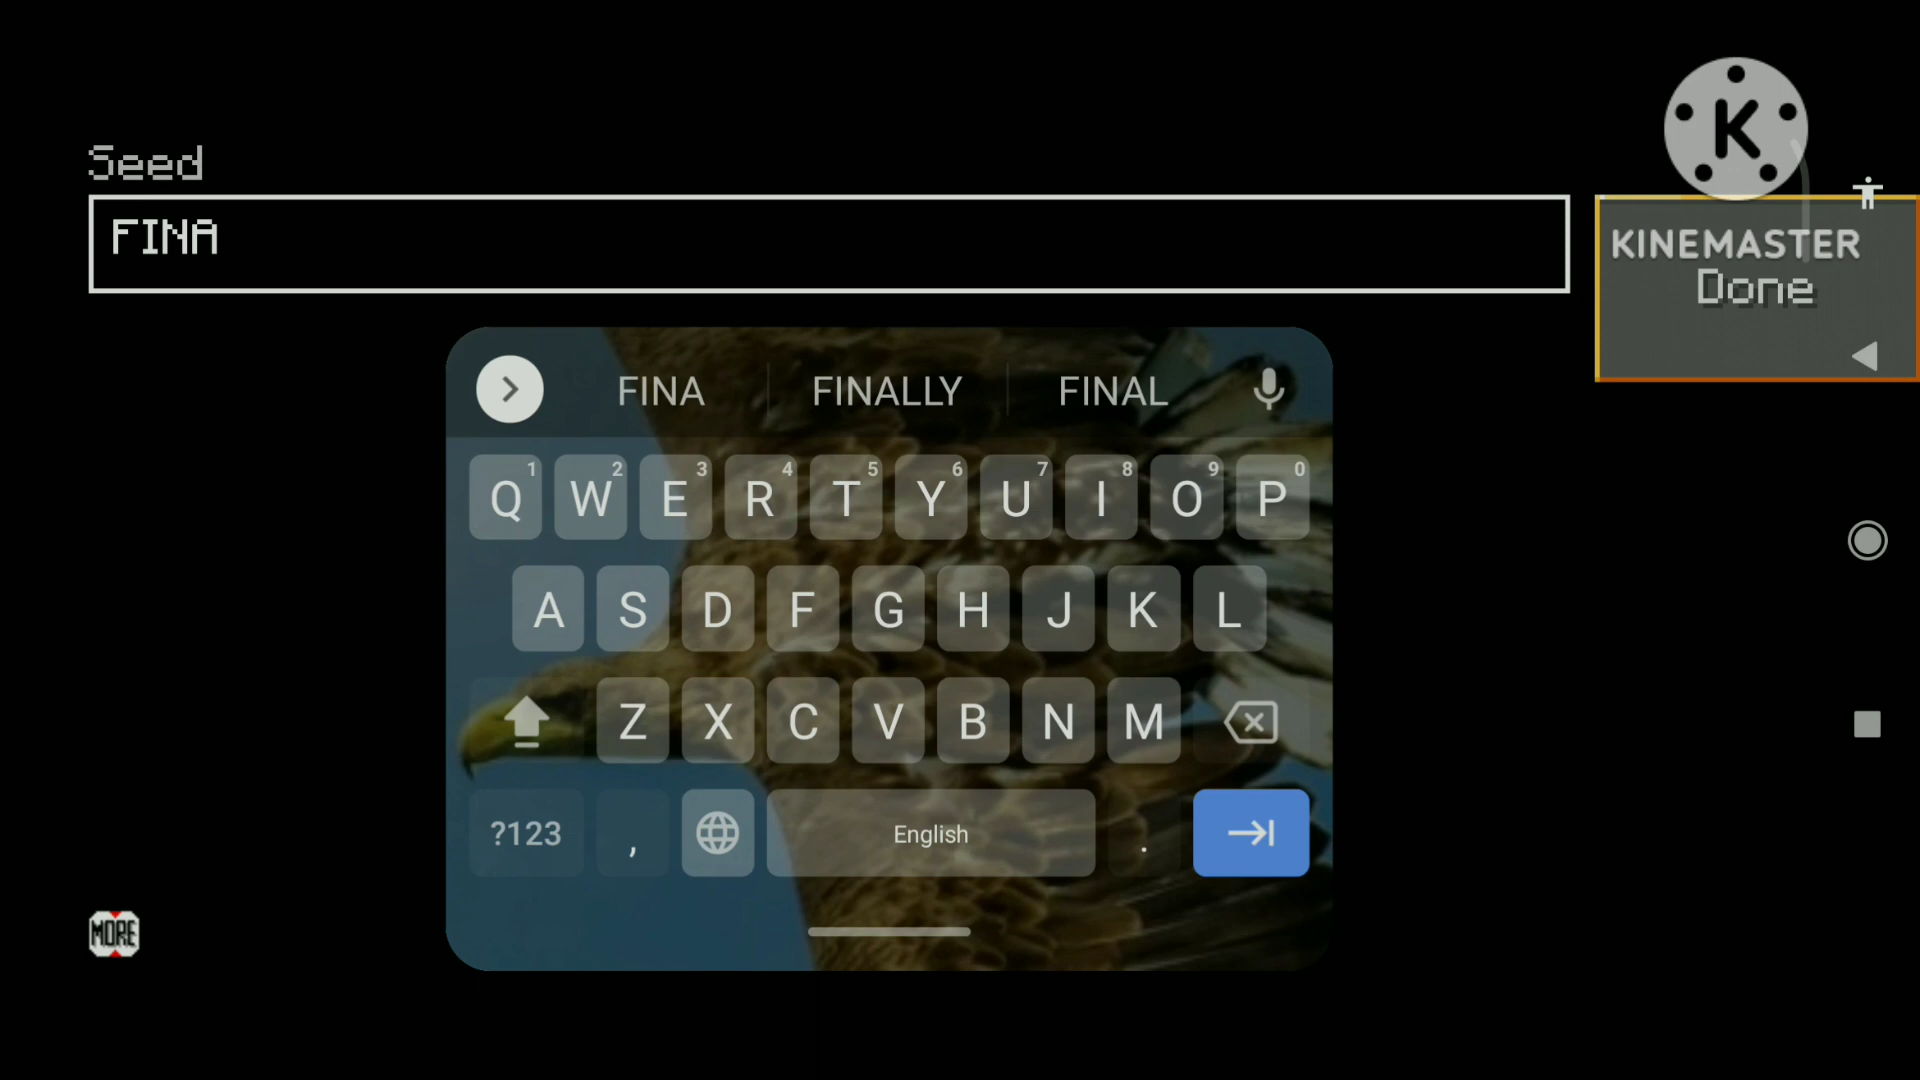 K
Seed
KINEMASTER
FINA
Done
FINA FINALLY FINAL
Q 1 W 2 E 3 R 4 T 5 Y 6 U 7 I 8 O 9 P 0
A S D F G H J K L
Z X C V B N M
?123 , English .
MORE